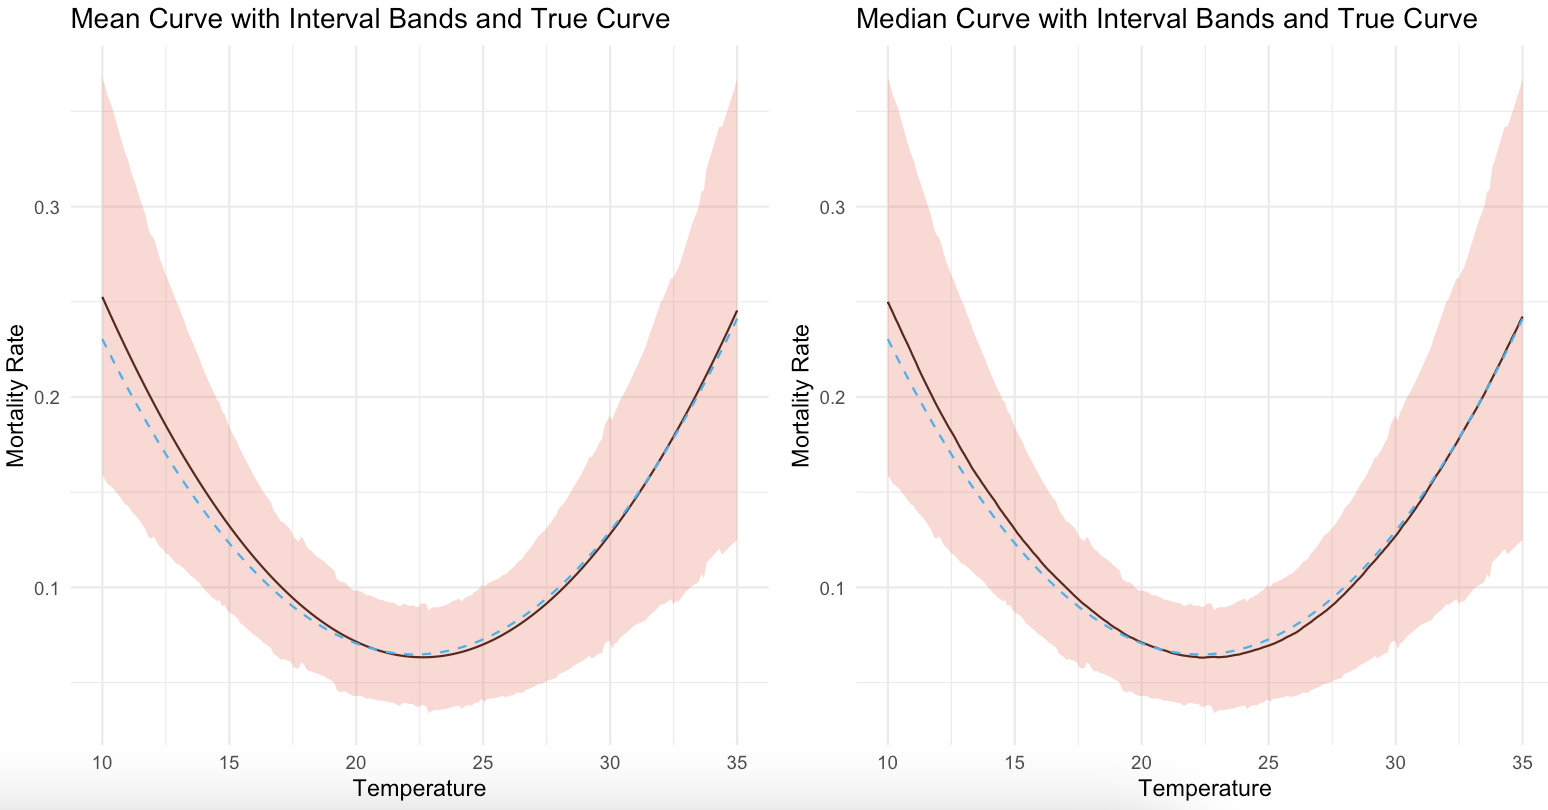 Mean Curve with Interval Bands and True Curve
Mortality Rate
0.3
0.2
0.1
10 15 20 25 30 35
Temperature
Median Curve with Interval Bands and True Curve
Mortality Rate
0.3
0.2
0.1
10 15 20 25 30 35
Temperature